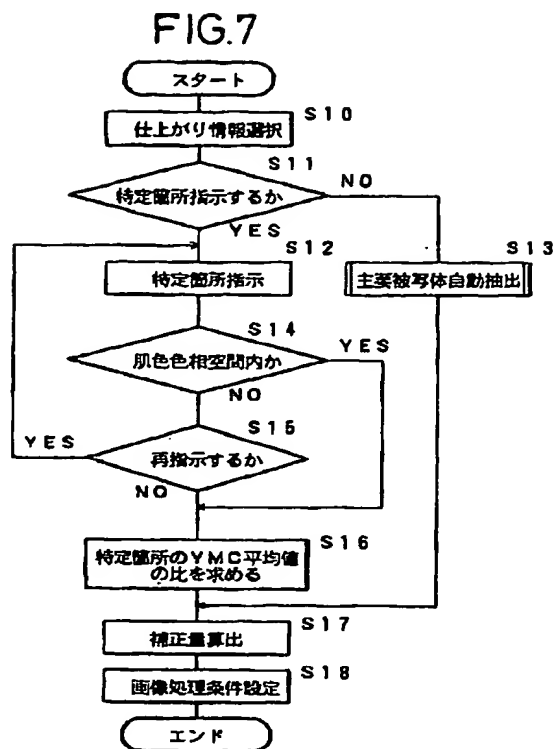 FIG.7
スタート
S10
仕上がり情報選択
S11
特定箇所指示するか
NO
YES
S12
特定箇所指示
S13
主要被写体自動抽出
S14
肌色色相空間内か
YES
NO
S15
YES
再指示するか
NO
S16
特定箇所のYMC平均値
の比を求める
S17
補正量算出
S18
画像処理条件設定
エンド